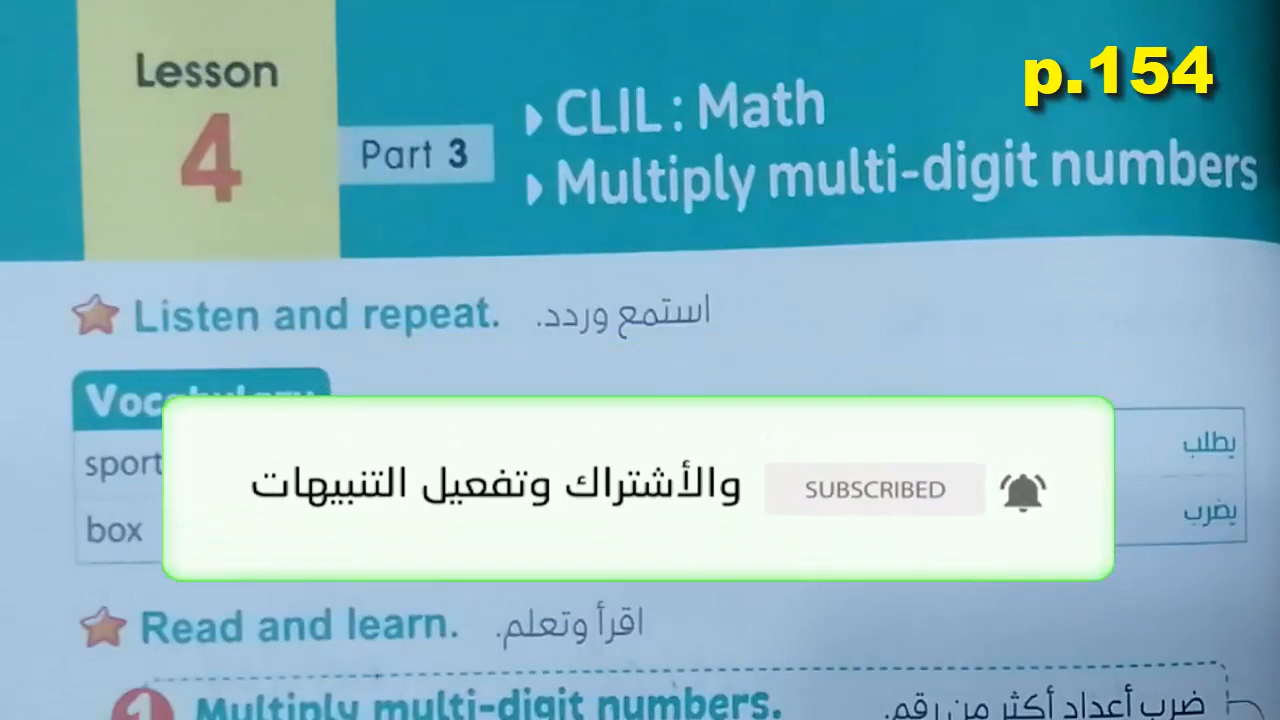 p.154
Lesson
4
Part 3
CLIL : Math
Multiply multi-digit numbers
Listen and repeat. استمع وردد.
Vocabulary
sport
يطلب
box
يضرب
والأشتراك وتفعيل التنبيهات SUBSCRIBED
Read and learn. اقرأ وتعلم.
1 Multiply multi-digit numbers. ضرب أعداد أكثر من رقم.